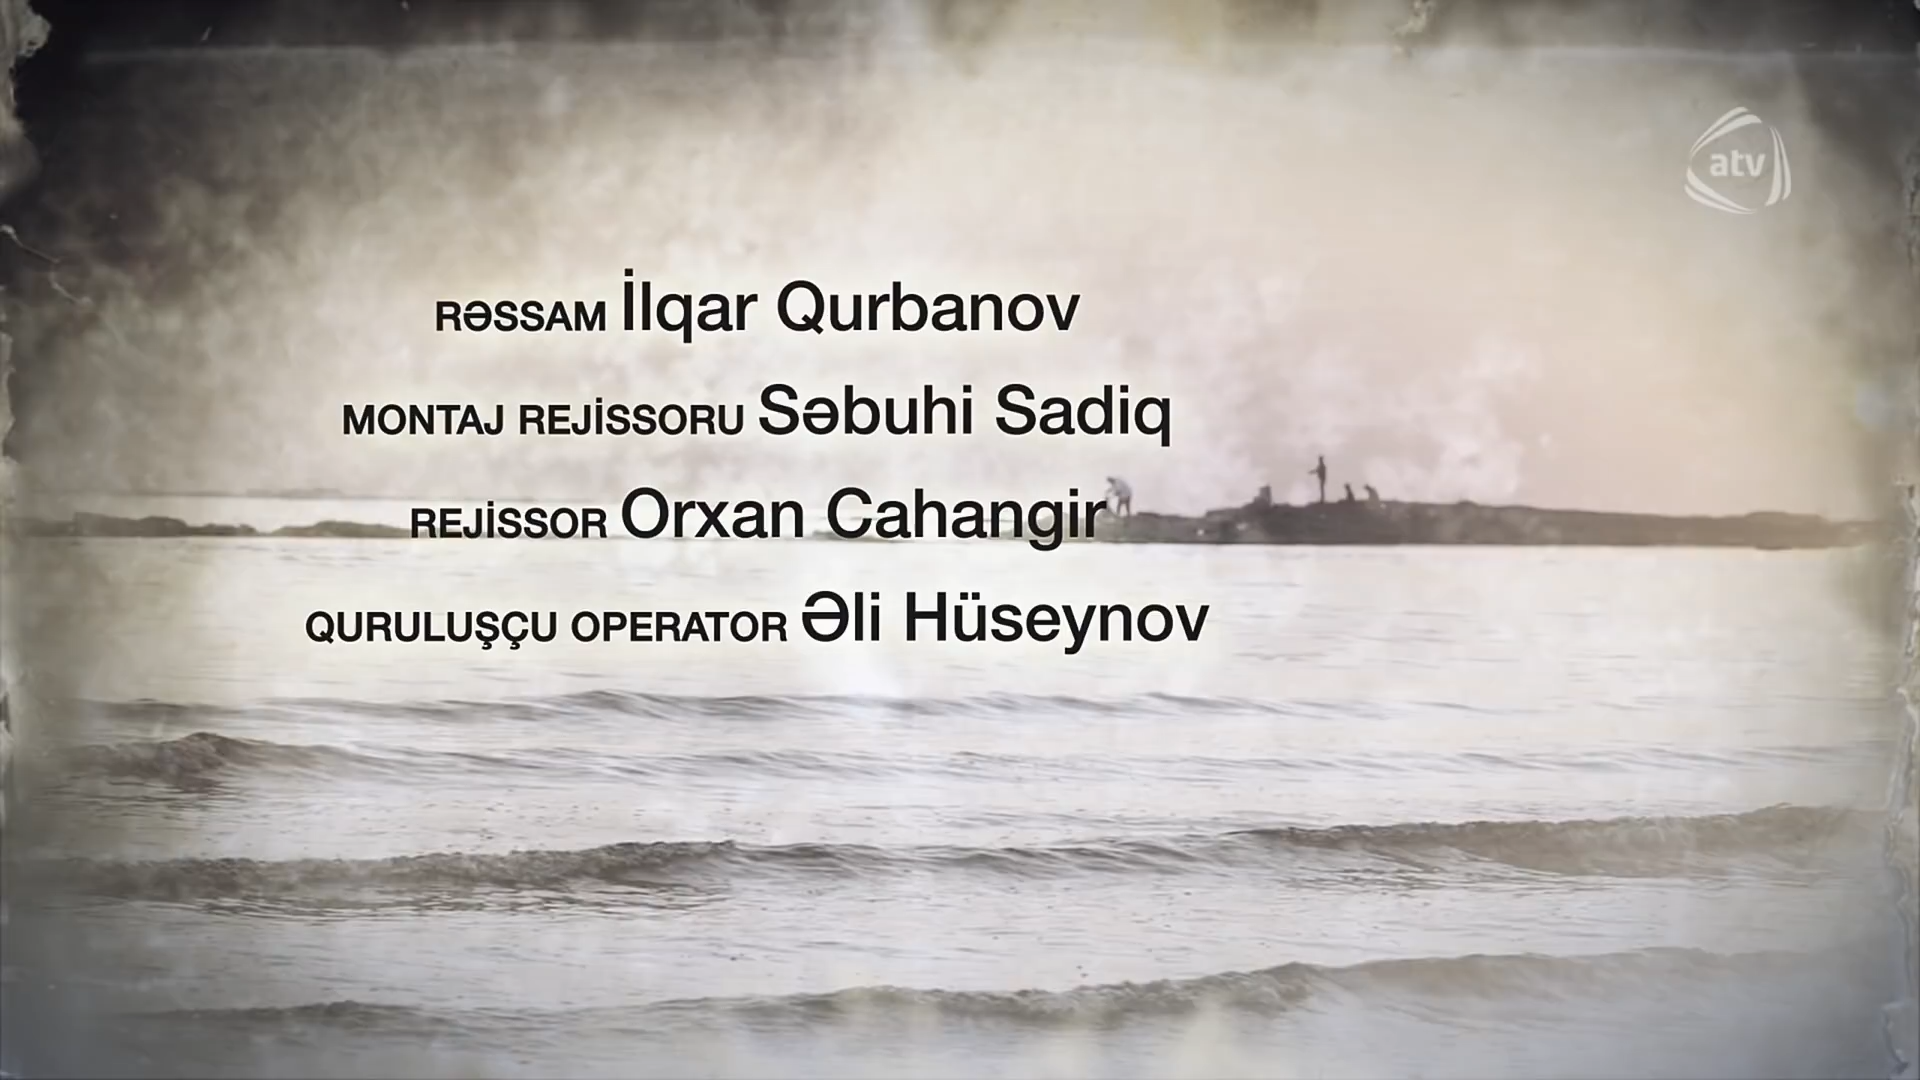 atv
RƏSSAM İlqar Qurbanov
MONTAJ REJİSSORU Səbuhi Sadiq
REJİSSOR Orxan Cahangir
QURULUŞÇU OPERATOR Əli Hüseynov